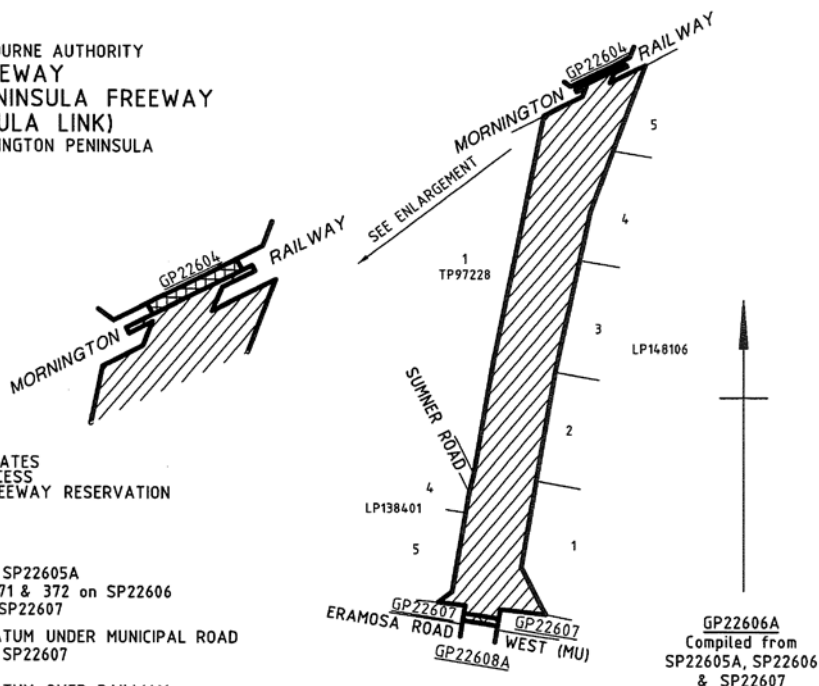 URNE AUTHORITY
EWAY
NINSULA FREEWAY
ULA LINK)
INGTON PENINSULA
GP22604
MORNINGTON RAILWAY
SEE ENLARGEMENT
GP22604
MORNINGTON RAILWAY
5
4
1
TP97228
3
LP148106
SUMNER ROAD
2
4
LP138401
5
1
ATES
CESS
EEWAY RESERVATION
SP22605A
71 & 372 on SP22606
SP22607
ATUM UNDER MUNICIPAL ROAD
SP22607
GP22607
GP22607
ERAMOSA ROAD WEST (MU)
GP22608A
GP22606A
Compiled from
SP22605A, SP22606
& SP22607